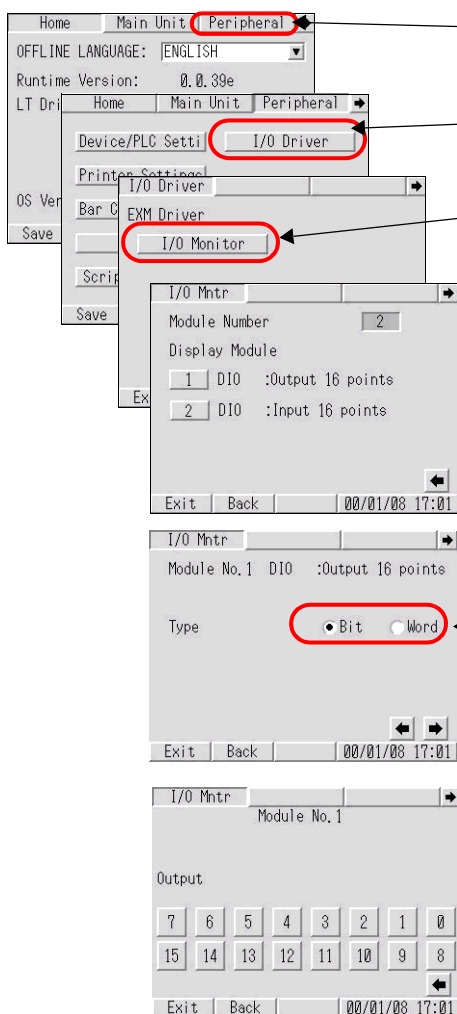 Home Main Unit Peripheral
OFFLINE LANGUAGE: ENGLISH
Runtime Version: 0.0.39e
LT Dri
OS Ver
Save
Home Main Unit Peripheral
Device/PLC Setti I/O Driver
Printer Settings
Bar C
Scrip
Save
I/O Driver
EXM Driver
I/O Monitor
Ex
I/O Mntr
Module Number 2
Display Module
1 DIO :Output 16 points
2 DIO :Input 16 points
Exit Back 00/01/08 17:01
I/O Mntr
Module No.1 DIO :Output 16 points
Type Bit Word
Exit Back 00/01/08 17:01
I/O Mntr
Module No.1
Output
7 6 5 4 3 2 1 0
15 14 13 12 11 10 9 8
Exit Back 00/01/08 17:01